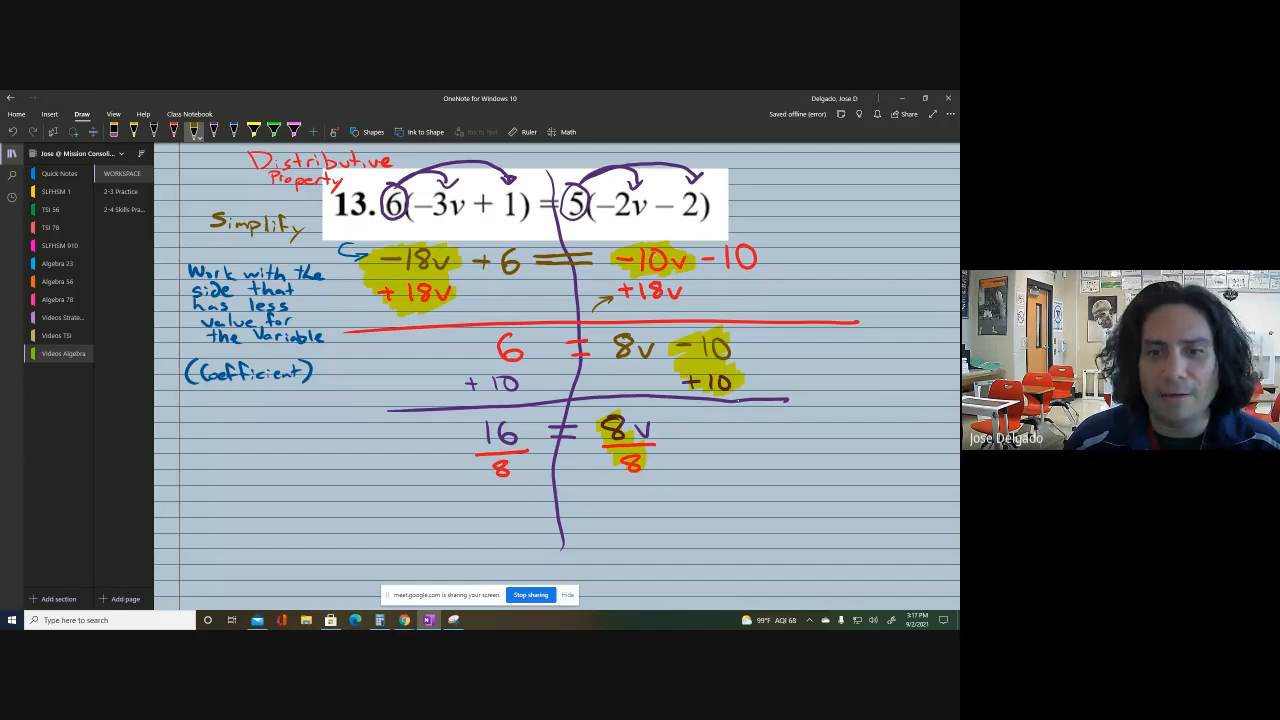 OneNote for Windows 10
Delgado, Jose D
Home Insert Draw View Help Class Notebook
Saved offline (error) Share
Shapes Ink to Shape Ink to Text Ruler Math
Jose @ Mission Consoli...
Quick Notes
SLFHSM 1
TSI 56
TSI 78
SLFHSM 910
Algebra 23
Algebra 56
Algebra 78
Videos Strate...
Videos TSI
Videos Algebra
WORKSPACE
2-3 Practice
2-4 Skills Pra...
Distributive
Property
13. 6(−3v + 1) = 5(−2v − 2)
Simplify
-18v + 6 = -10v - 10
+ 18v +18v
Work with the
side that
has less
value for
the Variable
(Coefficient)
6 = 8v - 10
+ 10 + 10
16 = 8v
8 8
meet.google.com is sharing your screen. Stop sharing Hide
Add section Add page
Type here to search
99°F AQI 68
3:17 PM
9/2/2021
Jose Delgado